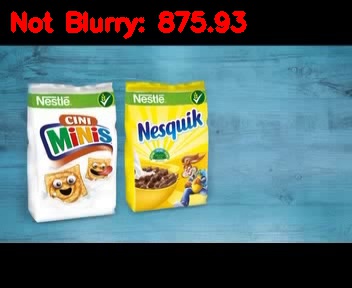 Not Blurry: 875.93
Nestlé
CINI
MINIS
Nestlé
Nesquik